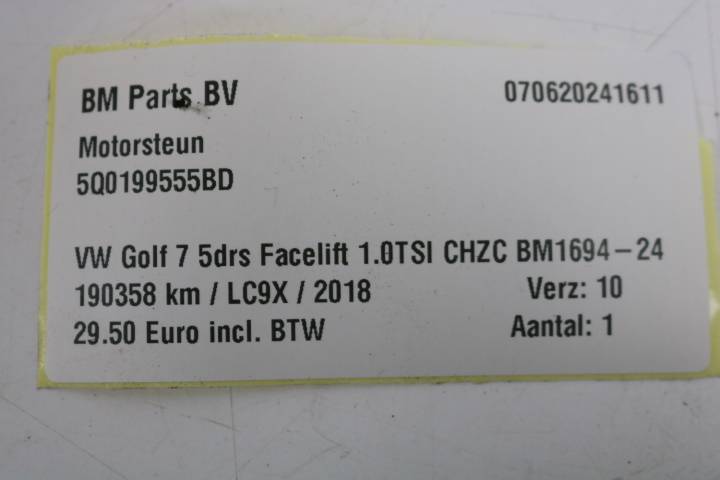 BM Parts BV 070620241611
Motorsteun
5Q0199555BD
VW Golf 7 5drs Facelift 1.0TSI CHZC BM1694-24
190358 km / LC9X / 2018 Verz: 10
29.50 Euro incl. BTW Aantal: 1